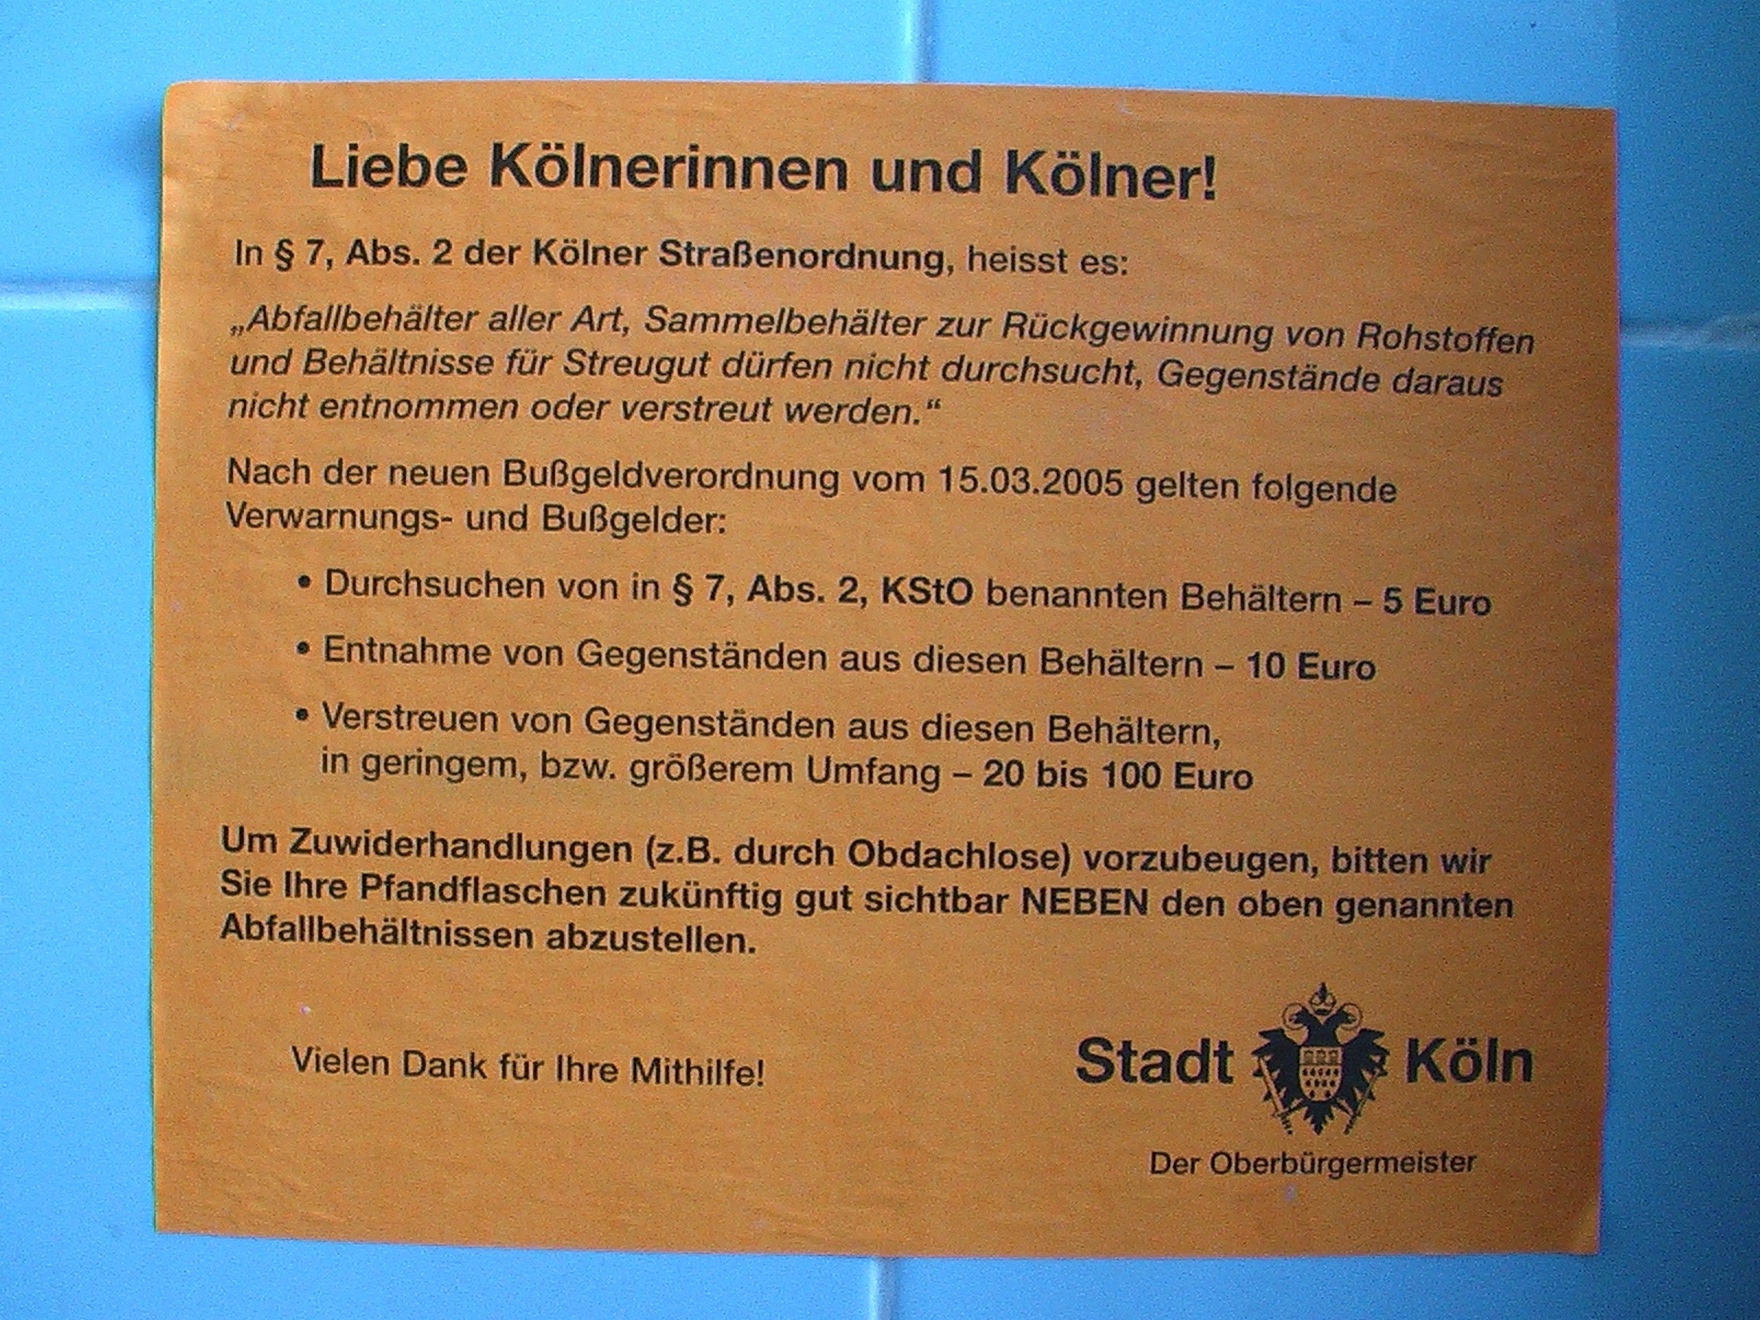 Liebe Kölnerinnen und Kölner!
In § 7, Abs. 2 der Kölner Straßenordnung, heisst es:
„Abfallbehälter aller Art, Sammelbehälter zur Rückgewinnung von Rohstoffen
und Behältnisse für Streugut dürfen nicht durchsucht, Gegenstände daraus
nicht entnommen oder verstreut werden.“
Nach der neuen Bußgeldverordnung vom 15.03.2005 gelten folgende
Verwarnungs- und Bußgelder:
• Durchsuchen von in § 7, Abs. 2, KStO benannten Behältern – 5 Euro
• Entnahme von Gegenständen aus diesen Behältern – 10 Euro
• Verstreuen von Gegenständen aus diesen Behältern,
in geringem, bzw. größerem Umfang – 20 bis 100 Euro
Um Zuwiderhandlungen (z.B. durch Obdachlose) vorzubeugen, bitten wir
Sie Ihre Pfandflaschen zukünftig gut sichtbar NEBEN den oben genannten
Abfallbehältnissen abzustellen.
Vielen Dank für Ihre Mithilfe!
Stadt Köln
Der Oberbürgermeister